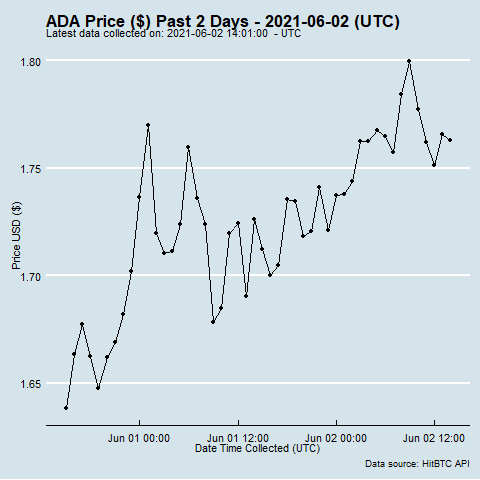 ADA Price ($) Past 2 Days - 2021-06-02 (UTC)
Latest data collected on: 2021-06-02 14:01:00 - UTC
1.80
1.75
1.70
1.65
Price USD ($)
Jun 01 00:00 Jun 01 12:00 Jun 02 00:00 Jun 02 12:00
Date Time Collected (UTC)
Data source: HitBTC API